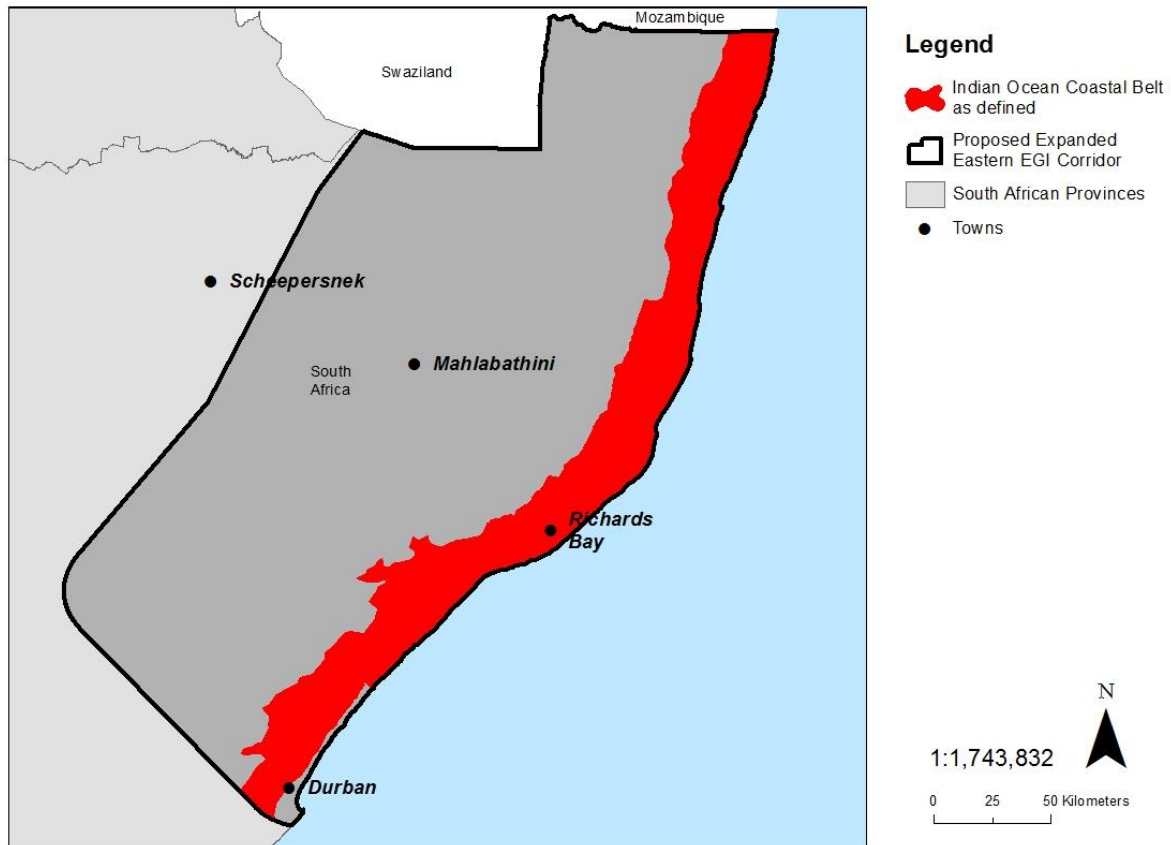 Mozambique
Swaziland
Scheepersnek
Mahlabathini
South
Africa
Richards
Bay
Durban
Legend
Indian Ocean Coastal Belt
as defined
Proposed Expanded
Eastern EGI Corridor
South African Provinces
Towns
N
1:1,743,832
0 25 50 Kilometers